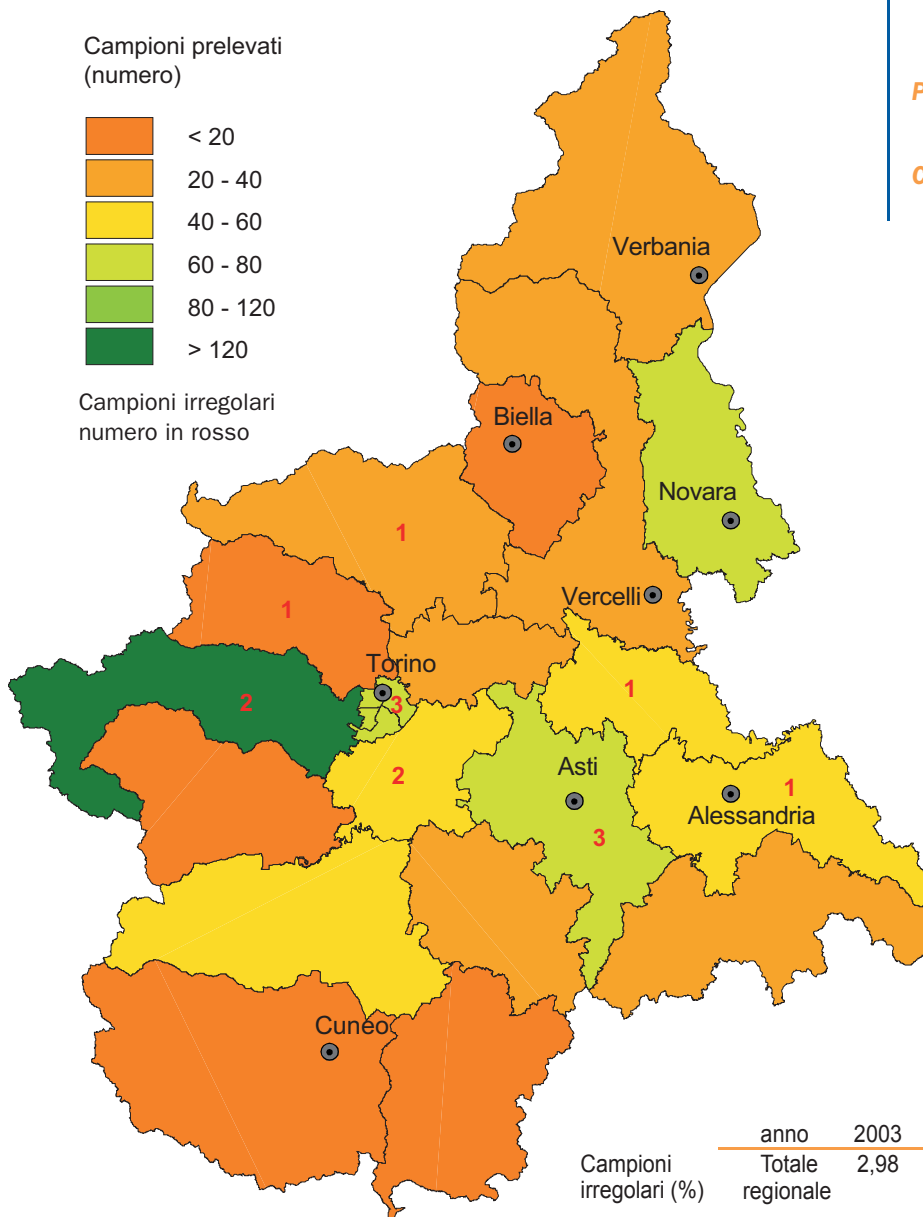 Campioni prelevati
(numero)
< 20
20 - 40
40 - 60
60 - 80
80 - 120
> 120
Campioni irregolari
numero in rosso
P
C
Verbania
Biella
Novara
1
Vercelli
1
Torino
1
2
3
2
Asti
1
Alessandria
3
Cuneo
anno 2003
Campioni Totale 2,98
irregolari (%) regionale